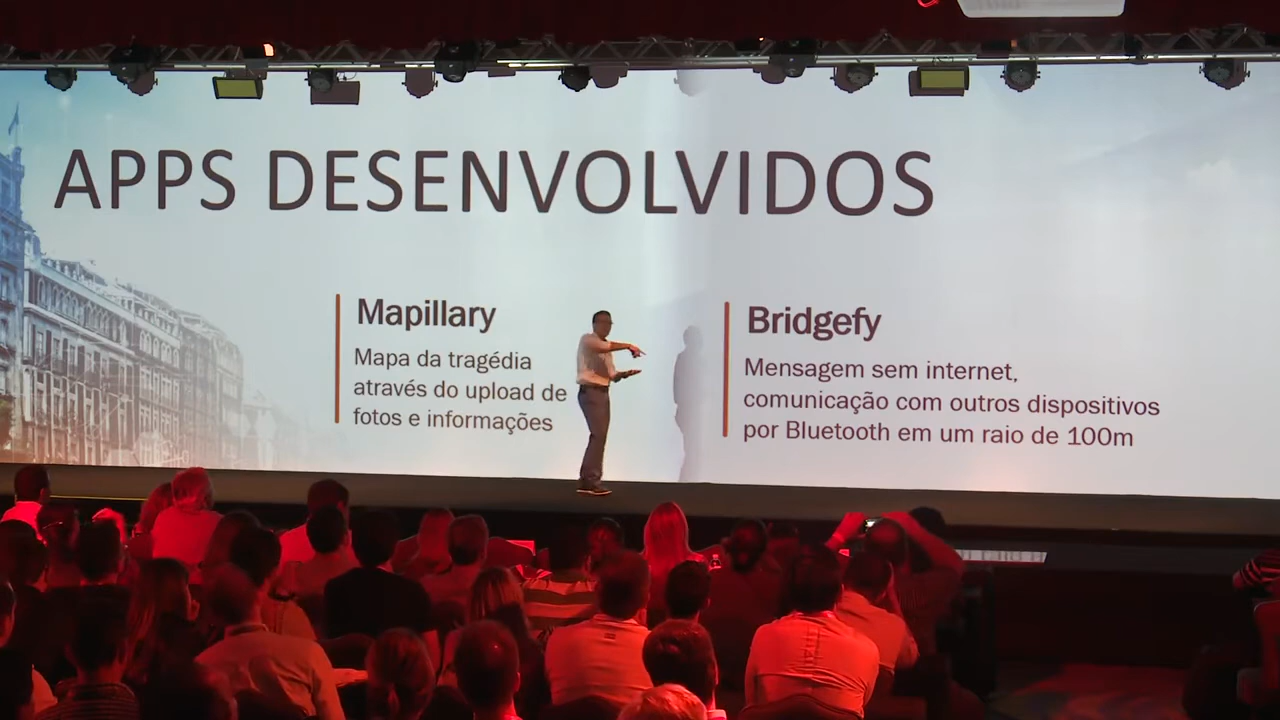 APPS DESENVOLVIDOS
Mapillary
Mapa da tragédia
através do upload de
fotos e informações
Bridgefy
Mensagem sem internet,
comunicação com outros dispositivos
por Bluetooth em um raio de 100m